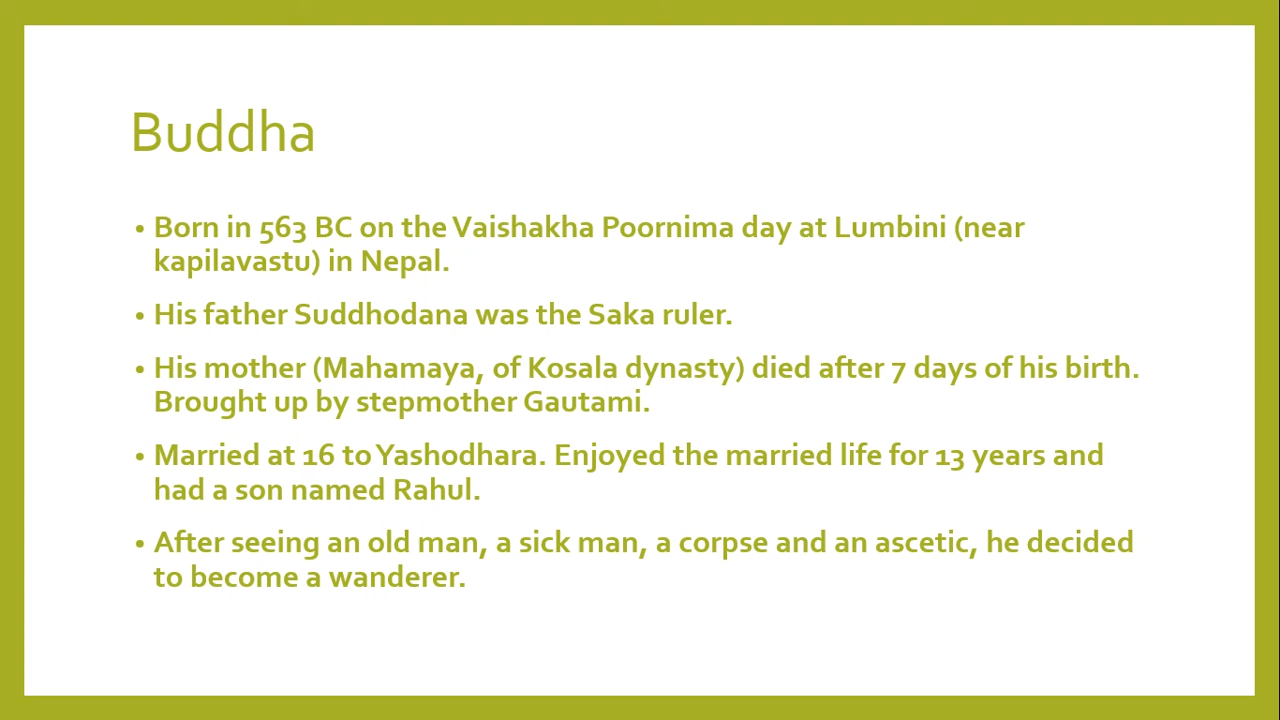 Buddha
• Born in 563 BC on the Vaishakha Poornima day at Lumbini (near
kapilavastu) in Nepal.
• His father Suddhodana was the Saka ruler.
• His mother (Mahamaya, of Kosala dynasty) died after 7 days of his birth.
Brought up by stepmother Gautami.
• Married at 16 to Yashodhara. Enjoyed the married life for 13 years and
had a son named Rahul.
• After seeing an old man, a sick man, a corpse and an ascetic, he decided
to become a wanderer.